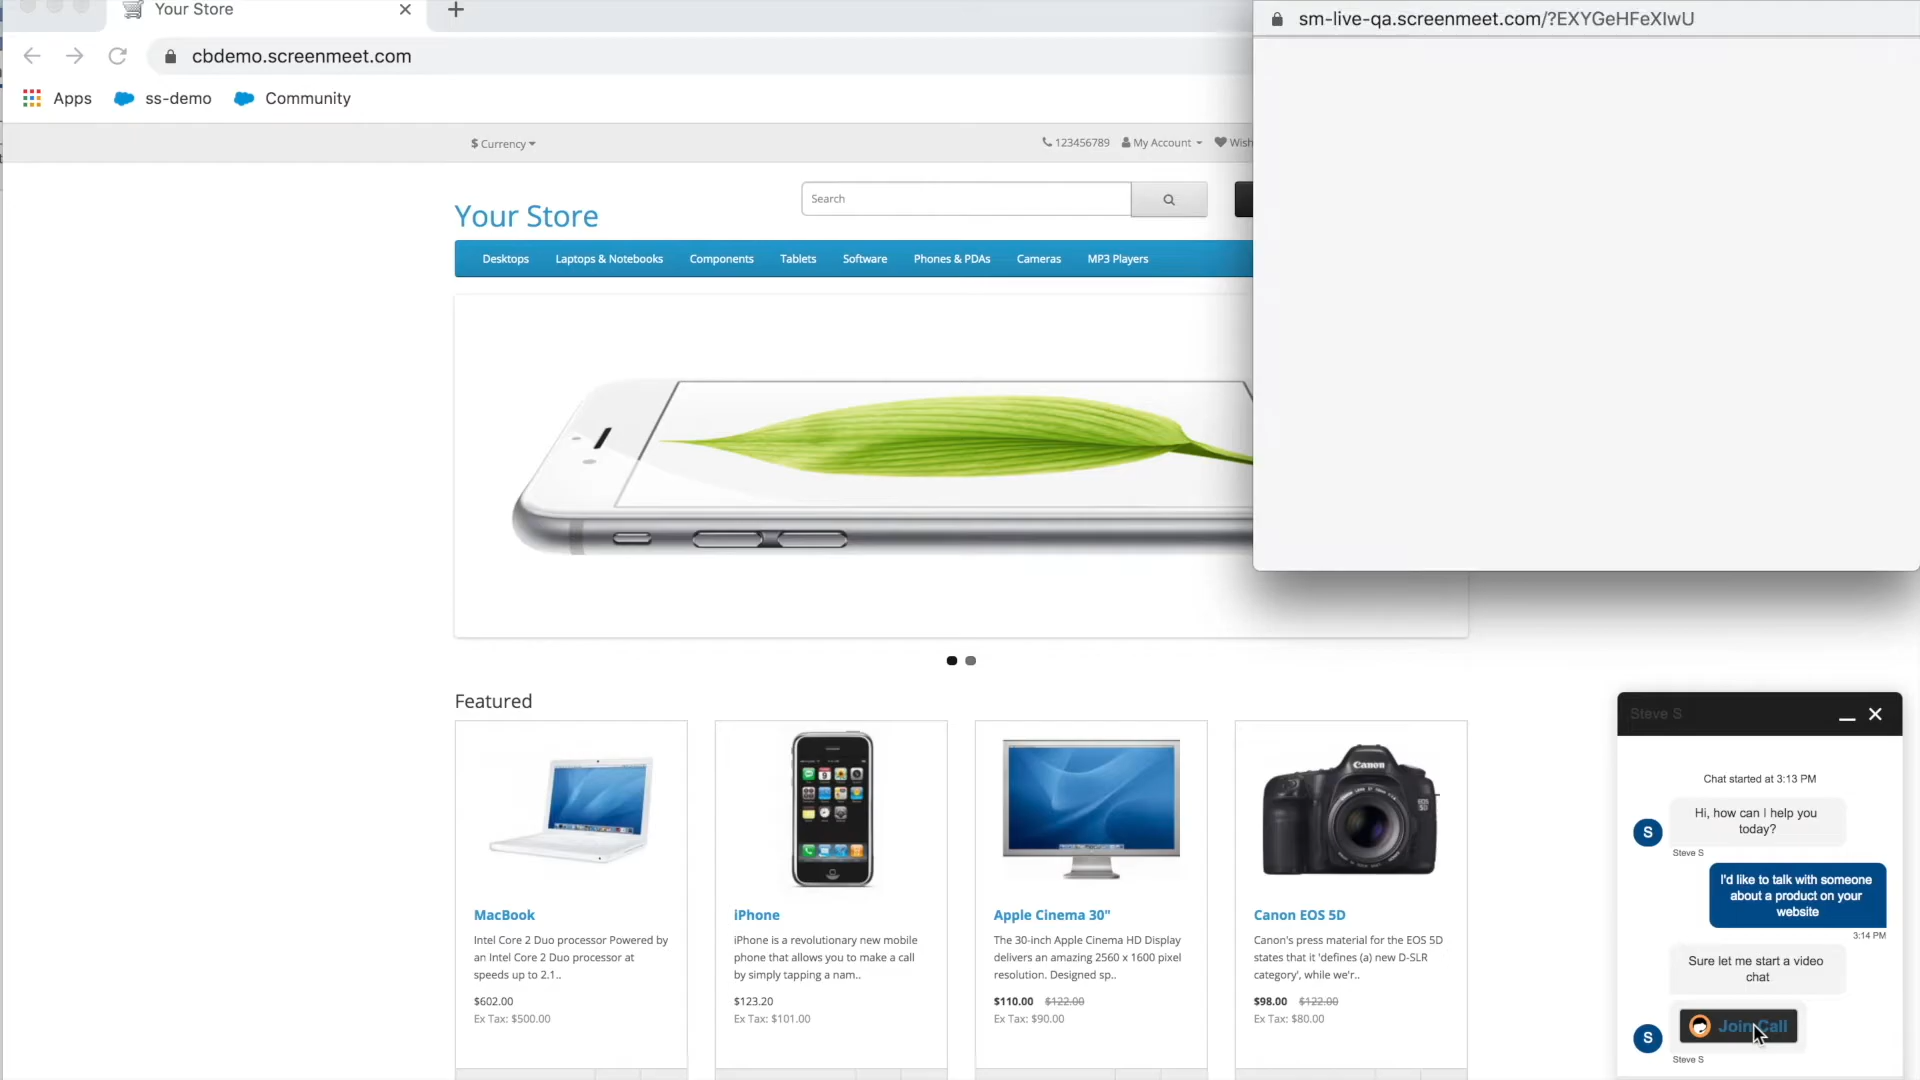 Your Store
sm-live-qa.screenmeet.com/?EXYGeHFeXIwU
cbdemo.screenmeet.com
Apps
ss-demo
Community
$ Currency
123456789
My Account
Wish
Your Store
Search
Desktops
Laptops & Notebooks
Components
Tablets
Software
Phones & PDAs
Cameras
MP3 Players
Featured
MacBook
Intel Core 2 Duo processor Powered by
an Intel Core 2 Duo processor at
speeds up to 2.1..
$602.00
Ex Tax: $500.00
iPhone
iPhone is a revolutionary new mobile
phone that allows you to make a call
by simply tapping a nam..
$123.20
Ex Tax: $101.00
Apple Cinema 30"
The 30-inch Apple Cinema HD Display
delivers an amazing 2560 x 1600 pixel
resolution. Designed sp..
$110.00 $122.00
Ex Tax: $90.00
Canon
Canon EOS 5D
Canon's press material for the EOS 5D
states that it 'defines (a) new D-SLR
category', while we'r..
$98.00 $122.00
Ex Tax: $80.00
Steve S
Chat started at 3:13 PM
Hi, how can I help you
today?
S
Steve S
I'd like to talk with someone
about a product on your
website
3:14 PM
Sure let me start a video
chat
Join Call
S
Steve S